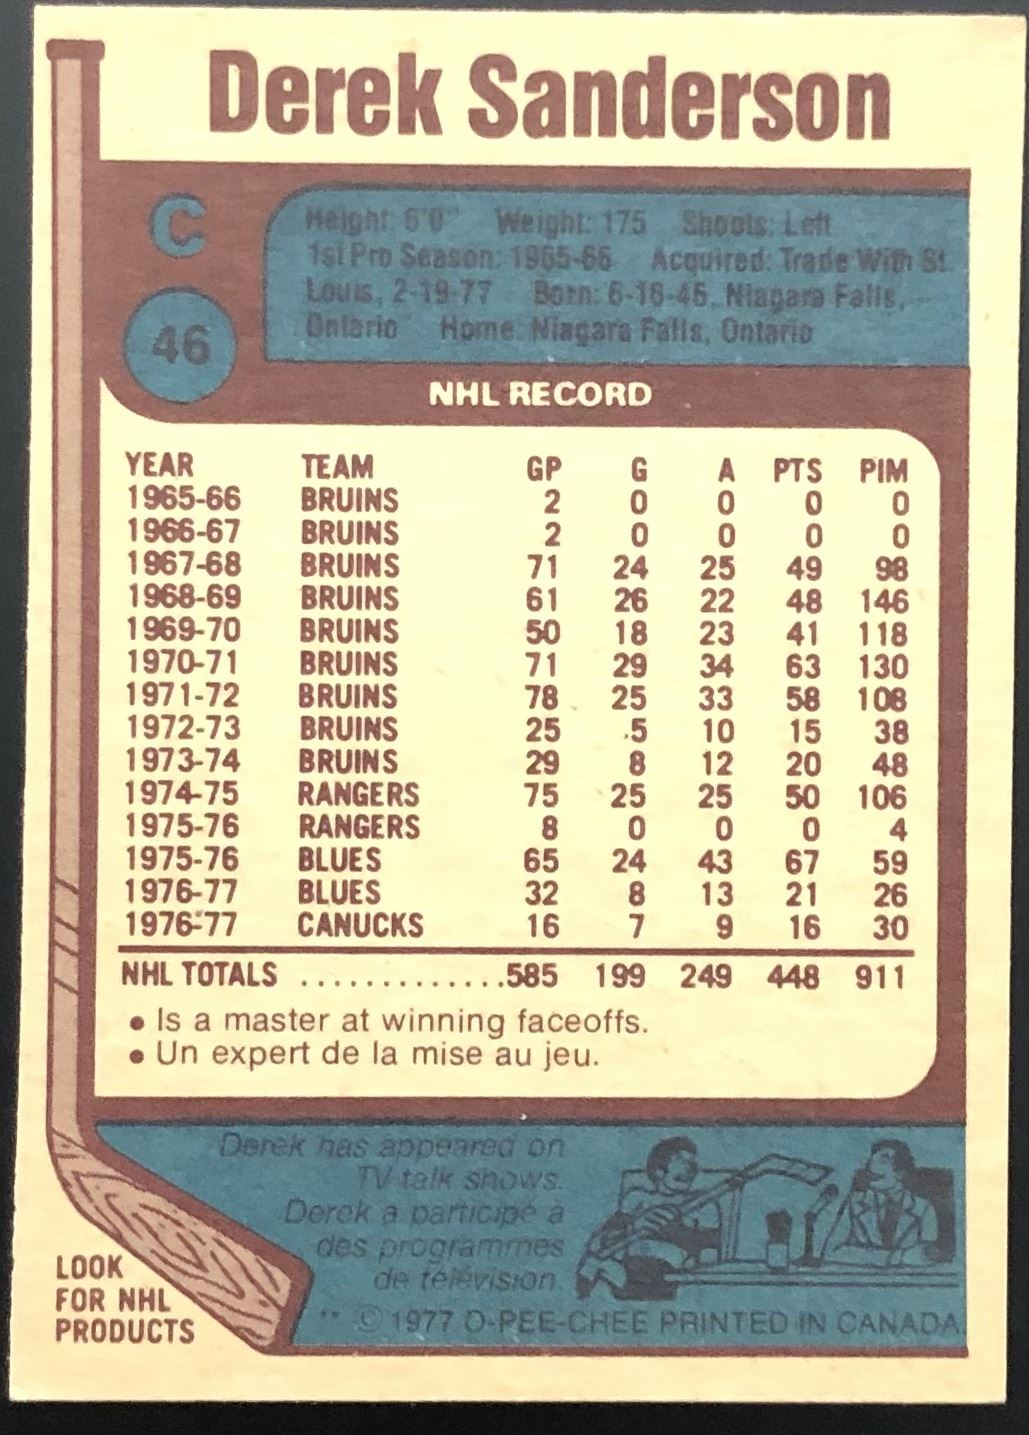 Derek Sanderson
C
46
Height: 6'0" Weight: 175 Shoots: Left
1st Pro Season: 1965-66 Acquired: Trade With St.
Louis, 2-19-77 Born: 6-16-46, Niagara Falls,
Ontario Home: Niagara Falls, Ontario
NHL RECORD
YEAR TEAM GP G A PTS PIM
1965-66 BRUINS 2 0 0 0 0
1966-67 BRUINS 2 0 0 0 0
1967-68 BRUINS 71 24 25 49 98
1968-69 BRUINS 61 26 22 48 146
1969-70 BRUINS 50 18 23 41 118
1970-71 BRUINS 71 29 34 63 130
1971-72 BRUINS 78 25 33 58 108
1972-73 BRUINS 25 5 10 15 38
1973-74 BRUINS 29 8 12 20 48
1974-75 RANGERS 75 25 25 50 106
1975-76 RANGERS 8 0 0 0 4
1975-76 BLUES 65 24 43 67 59
1976-77 BLUES 32 8 13 21 26
1976-77 CANUCKS 16 7 9 16 30
NHL TOTALS .............585 199 249 448 911
• Is a master at winning faceoffs.
• Un expert de la mise au jeu.
Derek has appeared on
TV talk shows.
Derek a participé à
des programmes
de télévision.
LOOK
FOR NHL
PRODUCTS
** © 1977 O-PEE-CHEE PRINTED IN CANADA.